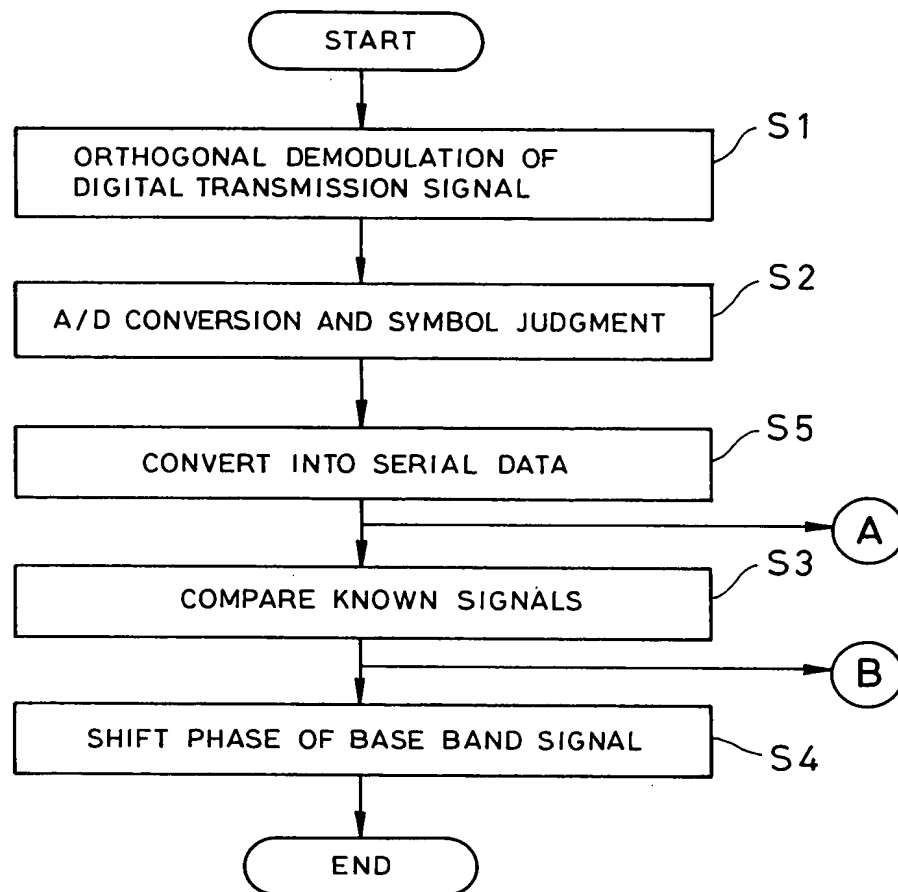 START
S1
ORTHOGONAL DEMODULATION OF
DIGITAL TRANSMISSION SIGNAL
S2
A/D CONVERSION AND SYMBOL JUDGMENT
S5
CONVERT INTO SERIAL DATA
A
S3
COMPARE KNOWN SIGNALS
B
SHIFT PHASE OF BASE BAND SIGNAL
S4
END